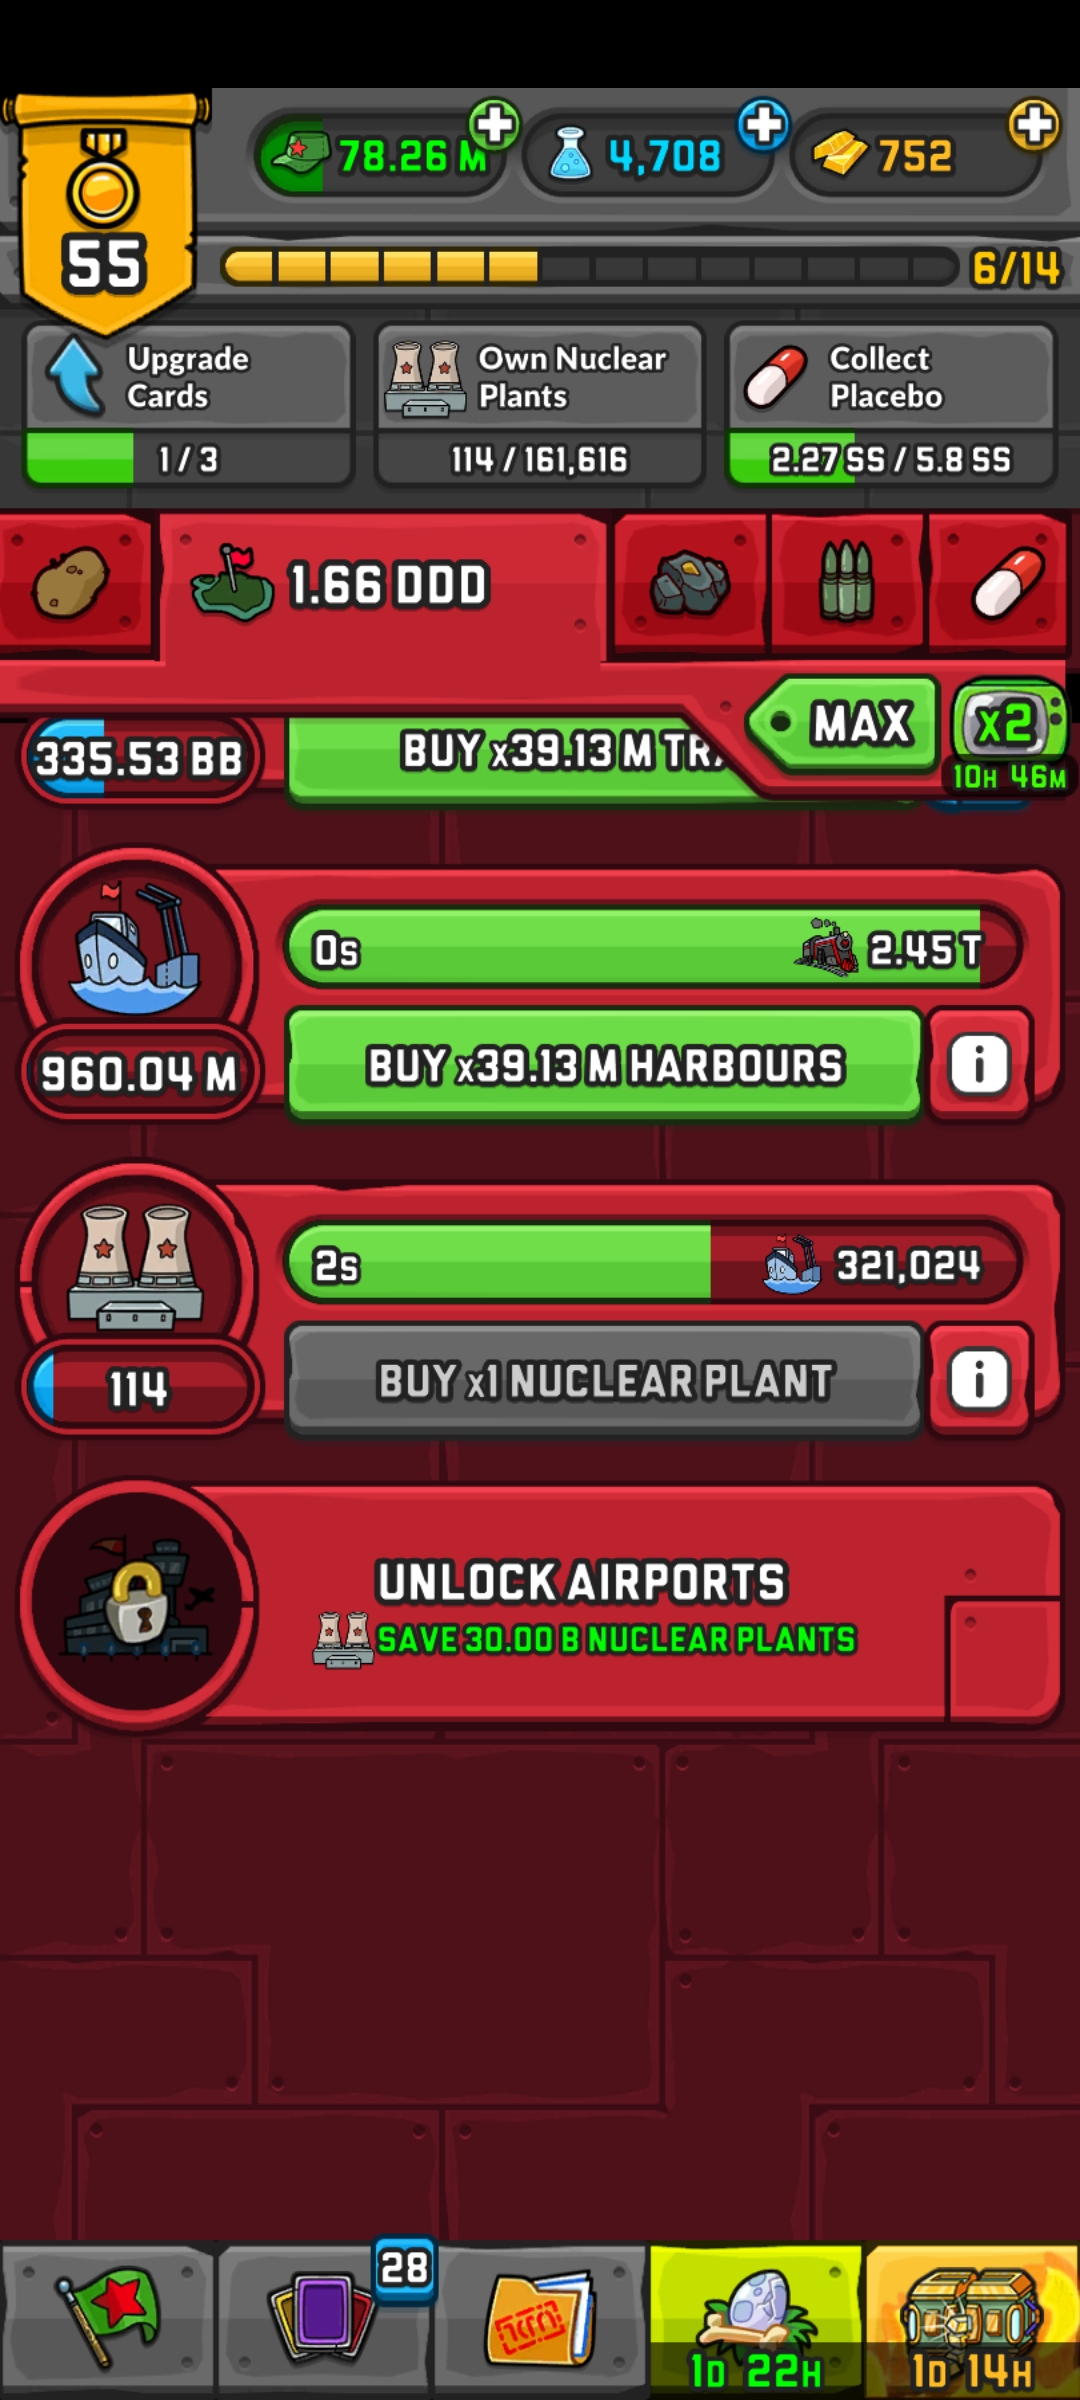 78.26 M
4,708
752
55
6/14
Upgrade
Cards
1 / 3
Own Nuclear
Plants
114 / 161,616
Collect
Placebo
2.27 SS / 5.8 SS
1.66 DDD
MAX
x2
10H 46M
335.53 BB
BUY x39.13 M
0s
2.45 T
960.04 M
BUY x39.13 M HARBOURS
i
2s
321,024
114
BUY x1 NUCLEAR PLANT
i
UNLOCK AIRPORTS
SAVE 30.00 B NUCLEAR PLANTS
28
1D 22H
1D 14H